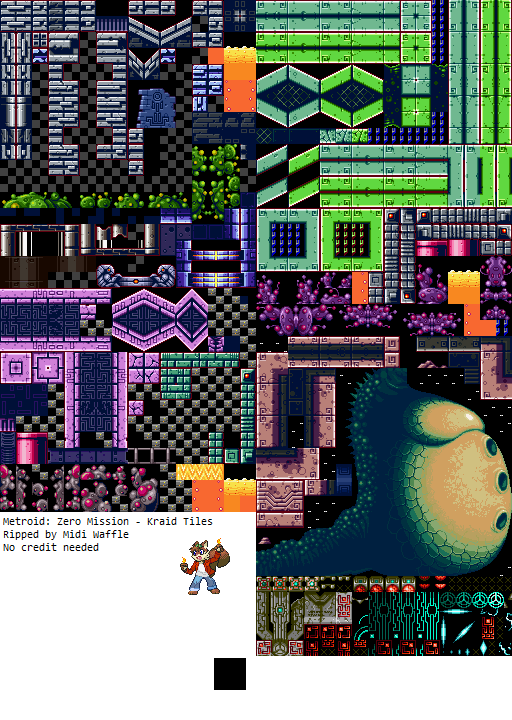 Metroid: Zero Mission - Kraid Tiles
Ripped by Midi Waffle
No credit needed